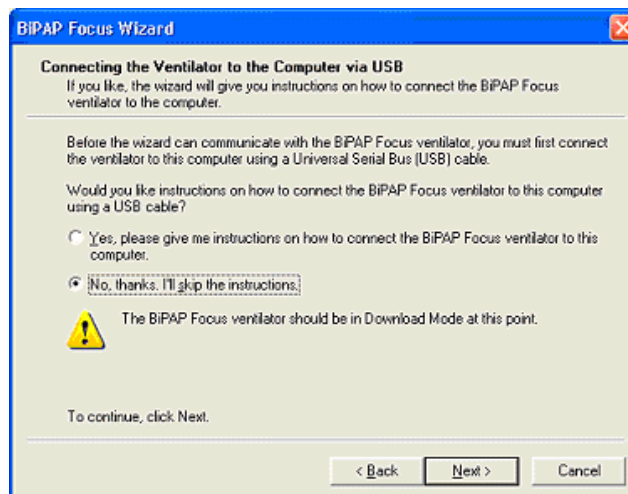 BiPAP Focus Wizard
Connecting the Ventilator to the Computer via USB
If you like, the wizard will give you instructions on how to connect the BiPAP Focus
ventilator to the computer.
Before the wizard can communicate with the BiPAP Focus ventilator, you must first connect
the ventilator to this computer using a Universal Serial Bus (USB) cable.
Would you like instructions on how to connect the BiPAP Focus ventilator to this computer
using a USB cable?
Yes, please give me instructions on how to connect the BiPAP Focus ventilator to this
computer.
No, thanks. I'll skip the instructions.
The BiPAP Focus ventilator should be in Download Mode at this point.
To continue, click Next.
< Back Next > Cancel